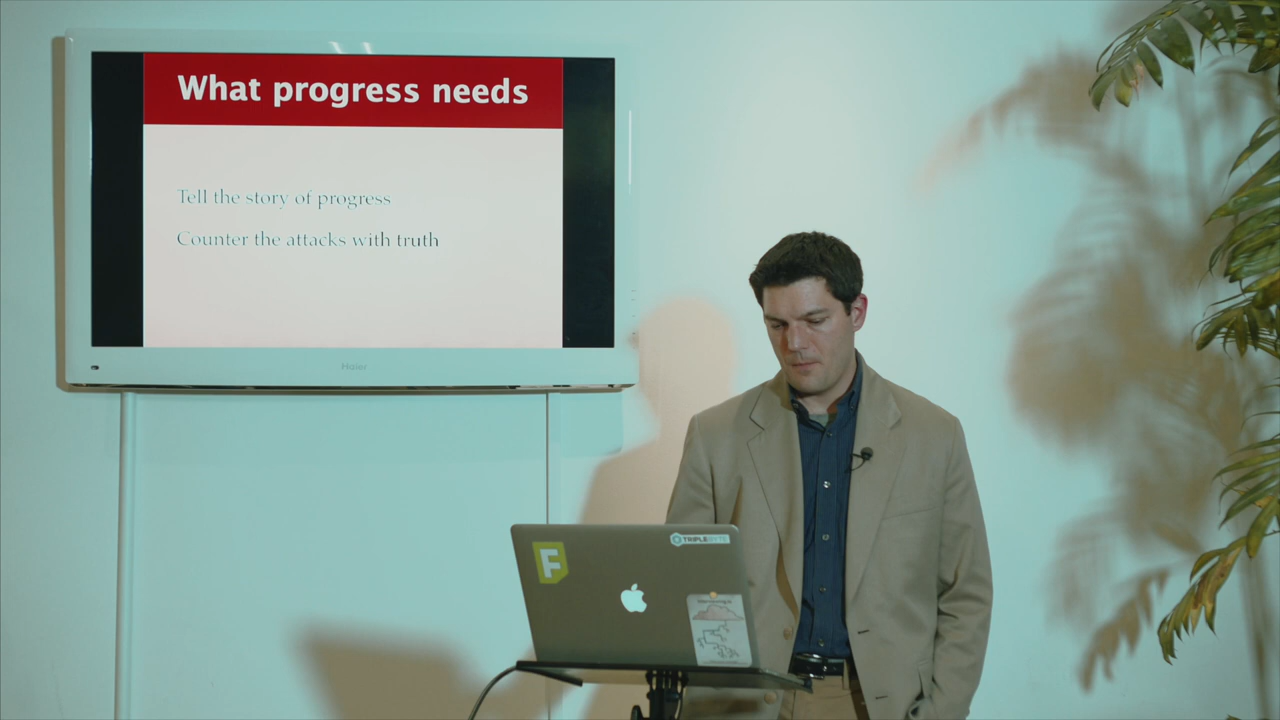 What progress needs
Tell the story of progress
Counter the attacks with truth
Haier
TRIPLEBYTE
F